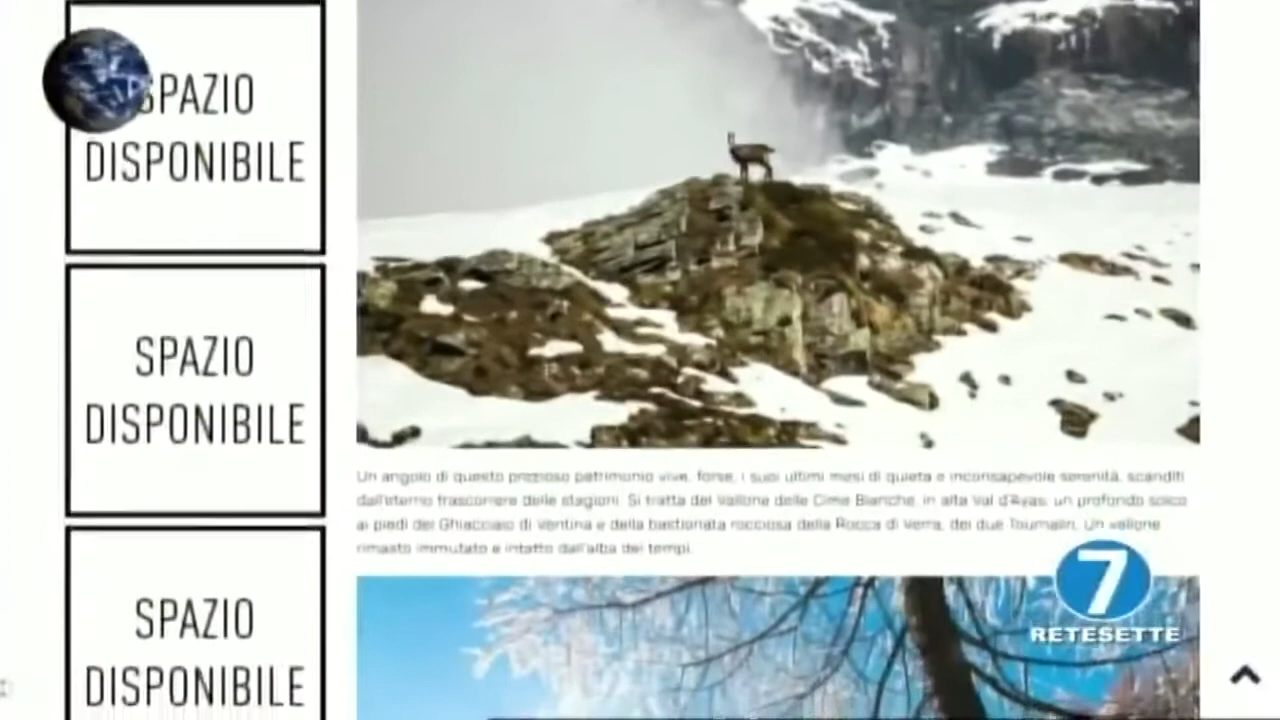 SPAZIO
DISPONIBILE
SPAZIO
DISPONIBILE
SPAZIO
DISPONIBILE
Un angolo di questo prezioso patrimonio vive, forse, i suoi ultimi mesi di quieta e inconsapevole serenità, scanditi
dall'eterno trascorrere delle stagioni. Si tratta del Vallone delle Cime Bianche, in alta Val d'Ayas: un profondo solco
ai piedi del Ghiacciaio di Ventina e della bastionata rocciosa della Rocca di Verra, dei due Tournalin. Un vallone
rimasto immutato e intatto dall'alba dei tempi.
7
RETESETTE